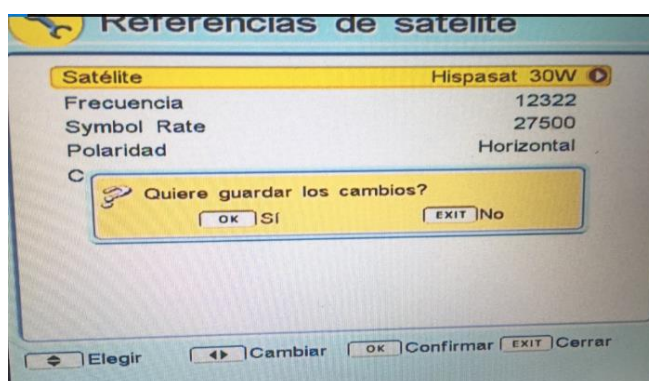 Referencias de satélite
Satélite Hispasat 30W
Frecuencia 12322
Symbol Rate 27500
Polaridad Horizontal
C
Quiere guardar los cambios?
OK Sí EXIT No
Elegir Cambiar OK Confirmar EXIT Cerrar